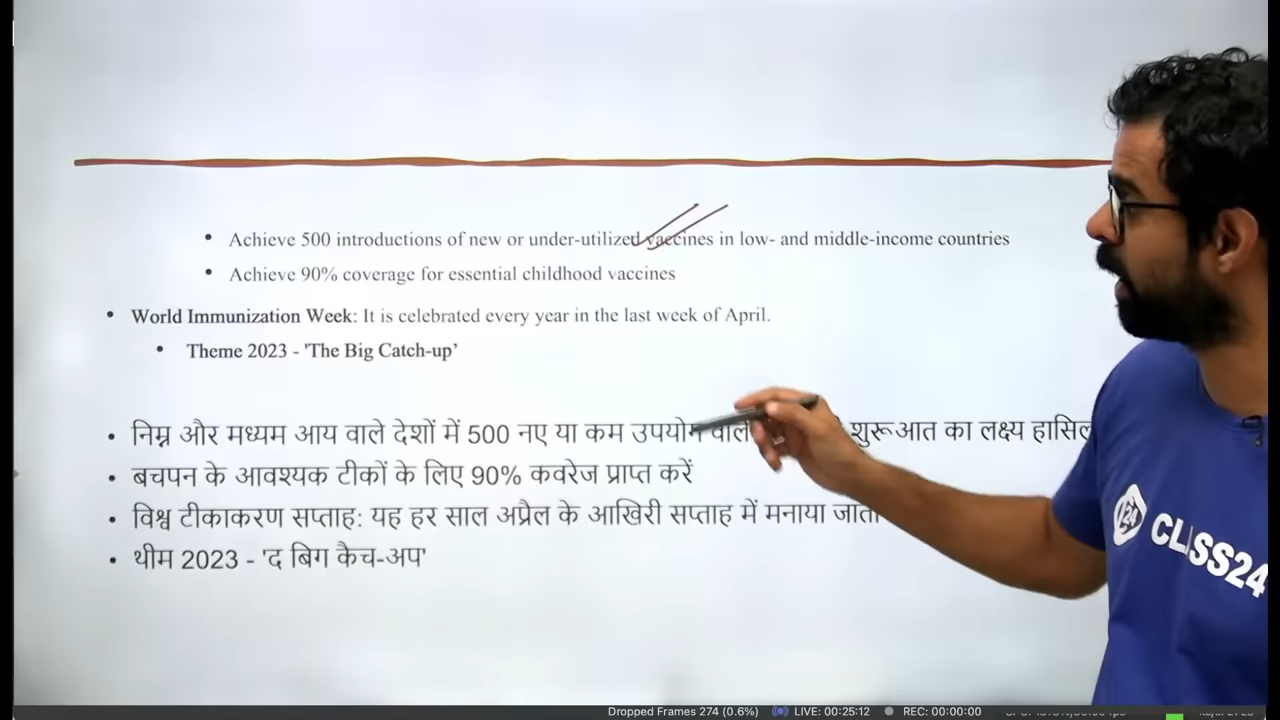 Achieve 500 introductions of new or under-utilized vaccines in low- and middle-income countries
Achieve 90% coverage for essential childhood vaccines
World Immunization Week: It is celebrated every year in the last week of April.
Theme 2023 - 'The Big Catch-up’
निम्न और मध्यम आय वाले देशों में 500 नए या कम उपयोग वाले शुरूआत का लक्ष्य हासिल
बचपन के आवश्यक टीकों के लिए 90% कवरेज प्राप्त करें
विश्व टीकाकरण सप्ताह: यह हर साल अप्रैल के आखिरी सप्ताह में मनाया जाता
थीम 2023 - 'द बिग कैच-अप'
L24 CLASS24
Dropped Frames 274 (0.6%) LIVE: 00:25:12 REC: 00:00:00